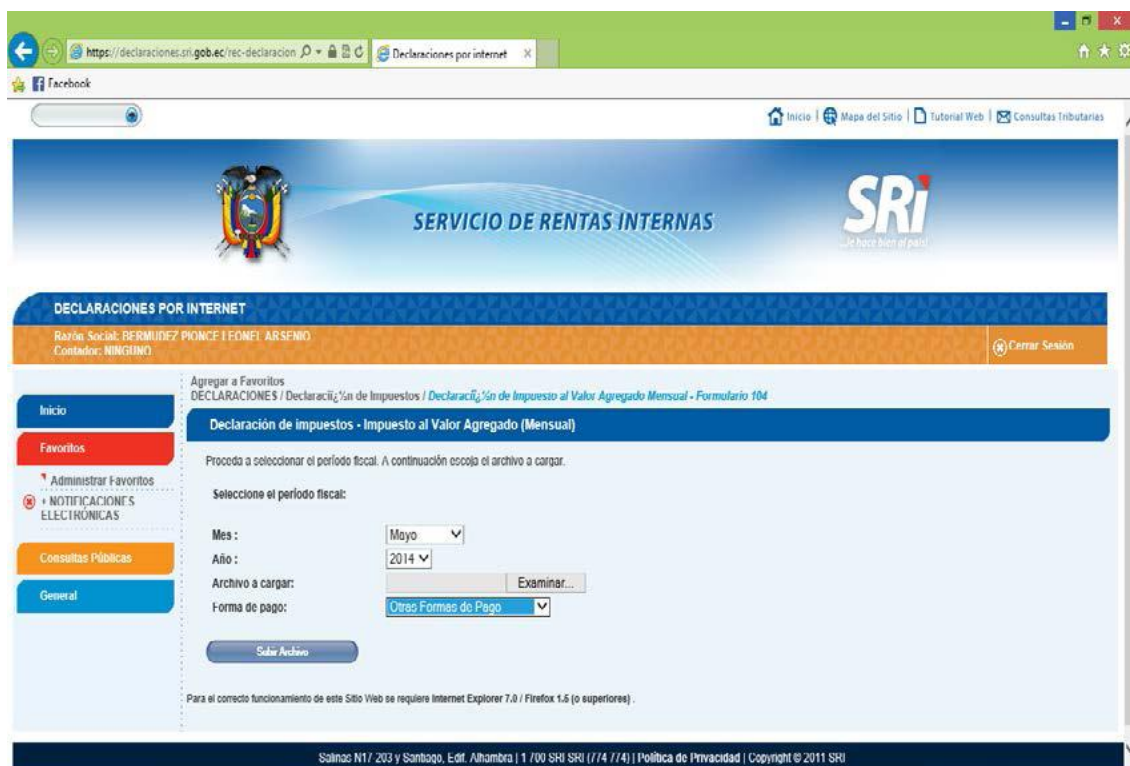 https://declaraciones.sri.gob.ec/rec-declaracion
Declaraciones por internet
Facebook
Inicio | Mapa del Sitio | Tutorial Web | Consultas Tributarias
SERVICIO DE RENTAS INTERNAS
SRi
...le hace bien al país!
DECLARACIONES POR INTERNET
Razón Social: BERMUDEZ PIONCE LEONEL ARSENIO
Contador: NINGUNO
Cerrar Sesión
Agregar a Favoritos
DECLARACIONES / Declaraciï¿½n de Impuestos / Declaraciï¿½n de Impuesto al Valor Agregado Mensual - Formulario 104
Inicio
Favoritos
Administrar Favoritos
+ NOTIFICACIONES
ELECTRÓNICAS
Consultas Públicas
General
Declaración de impuestos - Impuesto al Valor Agregado (Mensual)
Proceda a seleccionar el período fiscal. A continuación escoja el archivo a cargar.
Seleccione el período fiscal:
Mes : Mayo
Año : 2014
Archivo a cargar: Examinar...
Forma de pago: Otras Formas de Pago
Subir Archivo
Para el correcto funcionamiento de este Sitio Web se requiere Internet Explorer 7.0 / Firefox 1.5 (o superiores) .
Salinas N17-203 y Santiago, Edif. Alhambra | 1 700 SRI SRI (774 774) | Política de Privacidad | Copyright © 2011 SRI